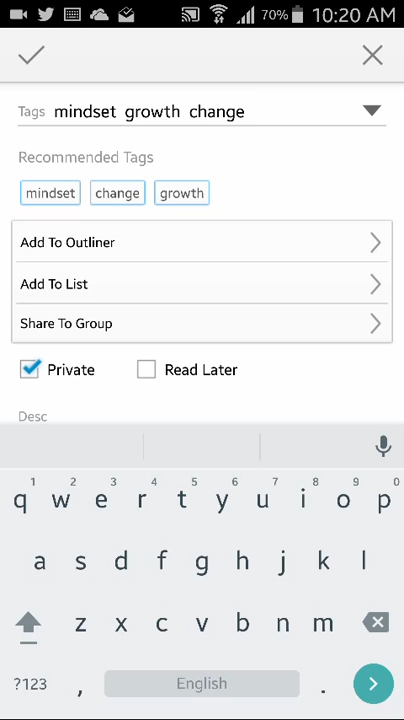 70% 10:20 AM
Tags mindset growth change
Recommended Tags
mindset change growth
Add To Outliner
Add To List
Share To Group
Private Read Later
Desc
1 2 3 4 5 6 7 8 9 0
q w e r t y u i o p
a s d f g h j k l
z x c v b n m
?123 , English .